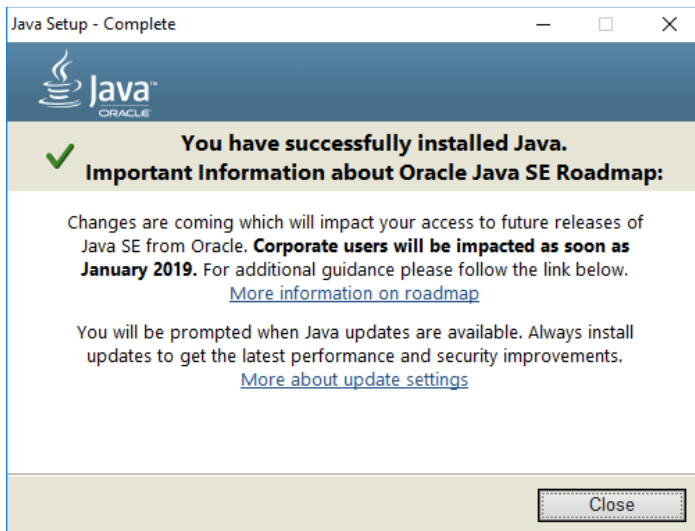 Java Setup - Complete
Java™
ORACLE
You have successfully installed Java.
Important Information about Oracle Java SE Roadmap:
Changes are coming which will impact your access to future releases of
Java SE from Oracle. Corporate users will be impacted as soon as
January 2019. For additional guidance please follow the link below.
More information on roadmap
You will be prompted when Java updates are available. Always install
updates to get the latest performance and security improvements.
More about update settings
Close